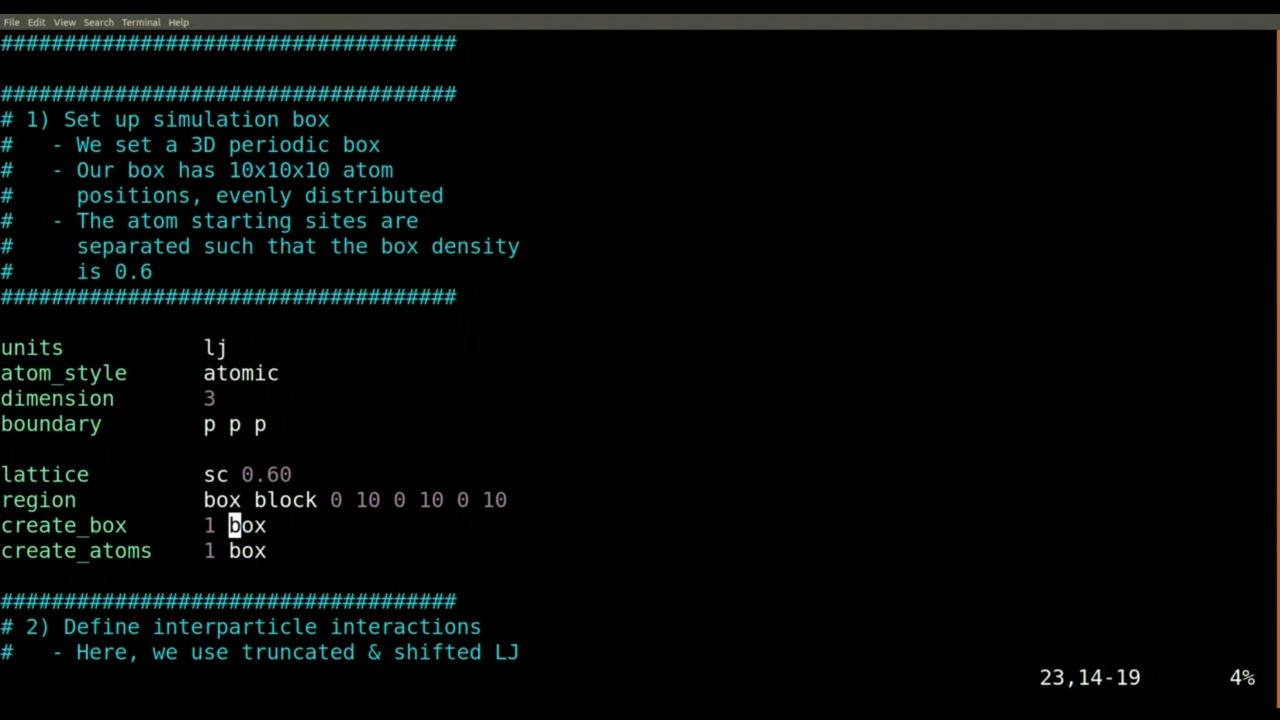 File Edit View Search Terminal Help
####################################
####################################
# 1) Set up simulation box
#   - We set a 3D periodic box
#   - Our box has 10x10x10 atom
#     positions, evenly distributed
#   - The atom starting sites are
#     separated such that the box density
#     is 0.6
####################################
units           lj
atom_style      atomic
dimension       3
boundary        p p p
lattice         sc 0.60
region          box block 0 10 0 10 0 10
create_box      1 box
create_atoms    1 box
####################################
# 2) Define interparticle interactions
#   - Here, we use truncated & shifted LJ
23,14-19        4%